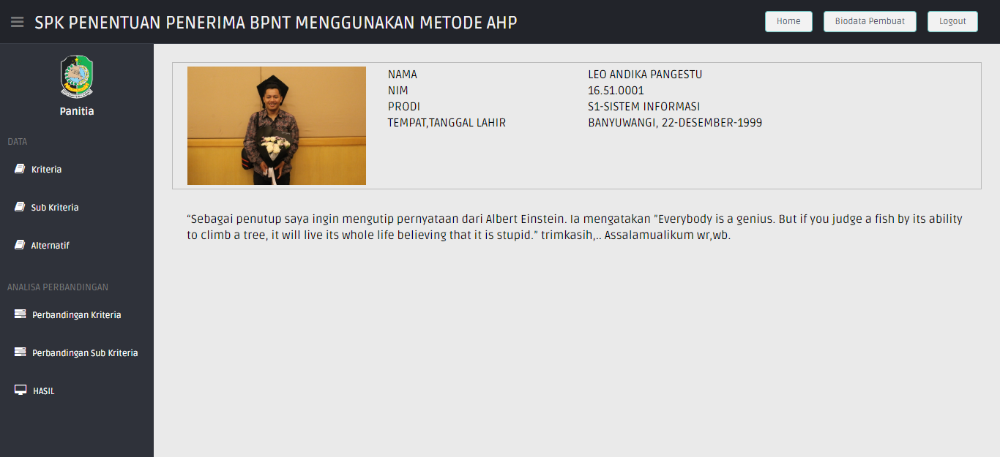 SPK PENENTUAN PENERIMA BPNT MENGGUNAKAN METODE AHP
Home
Biodata Pembuat
Logout
Panitia
DATA
Kriteria
Sub Kriteria
Alternatif
ANALISA PERBANDINGAN
Perbandingan Kriteria
Perbandingan Sub Kriteria
HASIL
NAMA LEO ANDIKA PANGESTU
NIM 16.51.0001
PRODI S1-SISTEM INFORMASI
TEMPAT,TANGGAL LAHIR BANYUWANGI, 22-DESEMBER-1999
“Sebagai penutup saya ingin mengutip pernyataan dari Albert Einstein. Ia mengatakan ”Everybody is a genius. But if you judge a fish by its ability
to climb a tree, it will live its whole life believing that it is stupid.” trimkasih,.. Assalamualikum wr,wb.